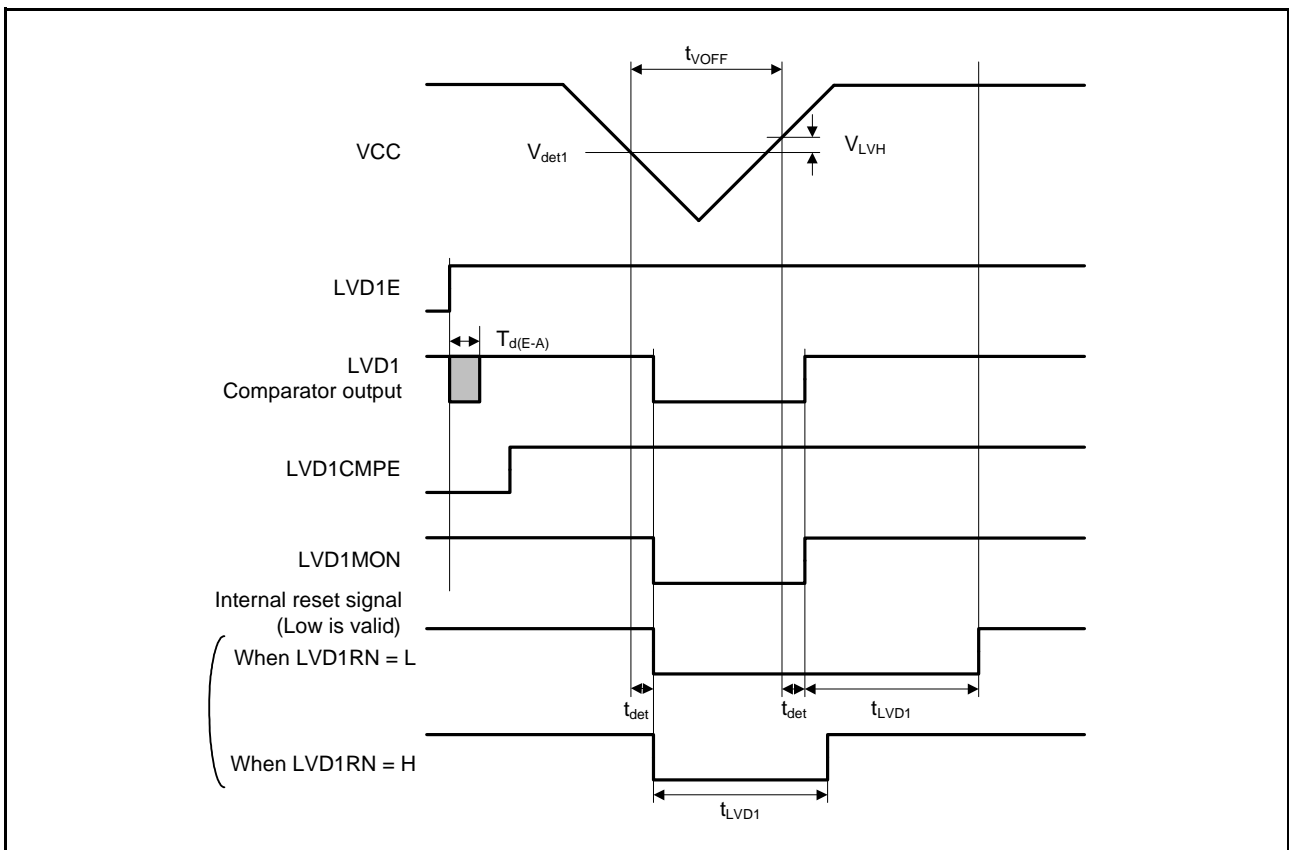 tVOFF
VCC
Vdet1
VLVH
LVD1E
Td(E-A)
LVD1
Comparator output
LVD1CMPE
LVD1MON
Internal reset signal
(Low is valid)
When LVD1RN = L
tdet
tdet
tLVD1
When LVD1RN = H
tLVD1